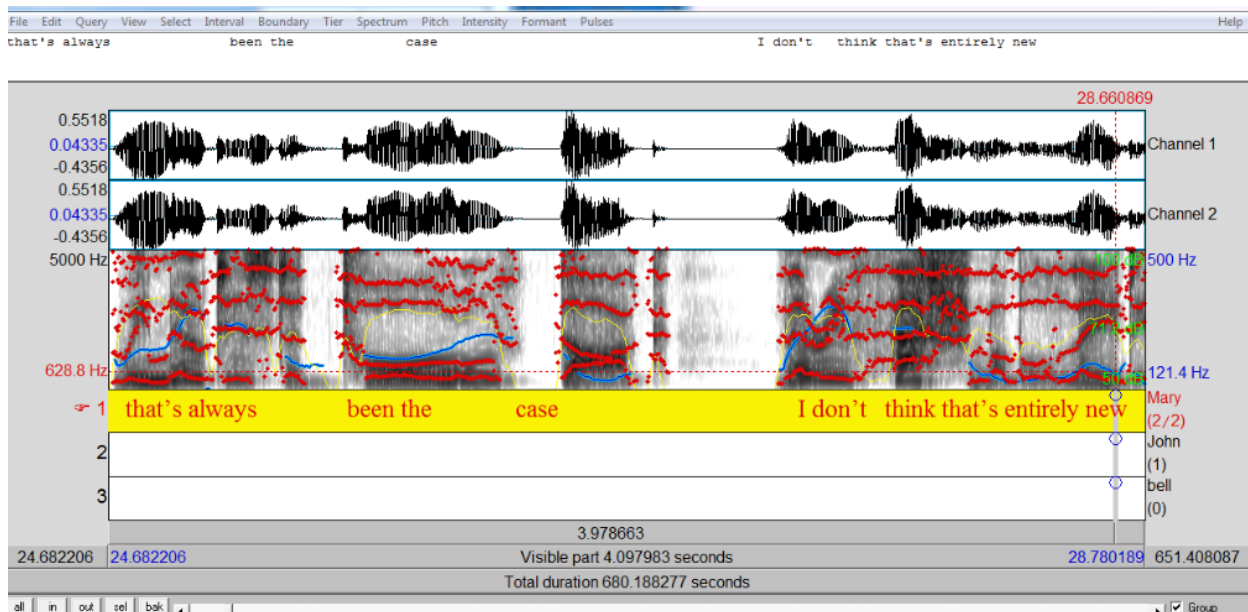 File Edit Query View Select Interval Boundary Tier Spectrum Pitch Intensity Formant Pulses Help
that's always been the case I don't think that's entirely new
28.660869
0.5518
0.04335
-0.4356
Channel 1
0.5518
0.04335
-0.4356
Channel 2
5000 Hz 500 Hz
628.8 Hz 121.4 Hz
1 that's always been the case I don't think that's entirely new Mary
(2/2)
2 John
(1)
3 bell
(0)
3.978663
24.682206 24.682206 Visible part 4.097983 seconds 28.780189 651.408087
Total duration 680.188277 seconds
all in out sel bak Group